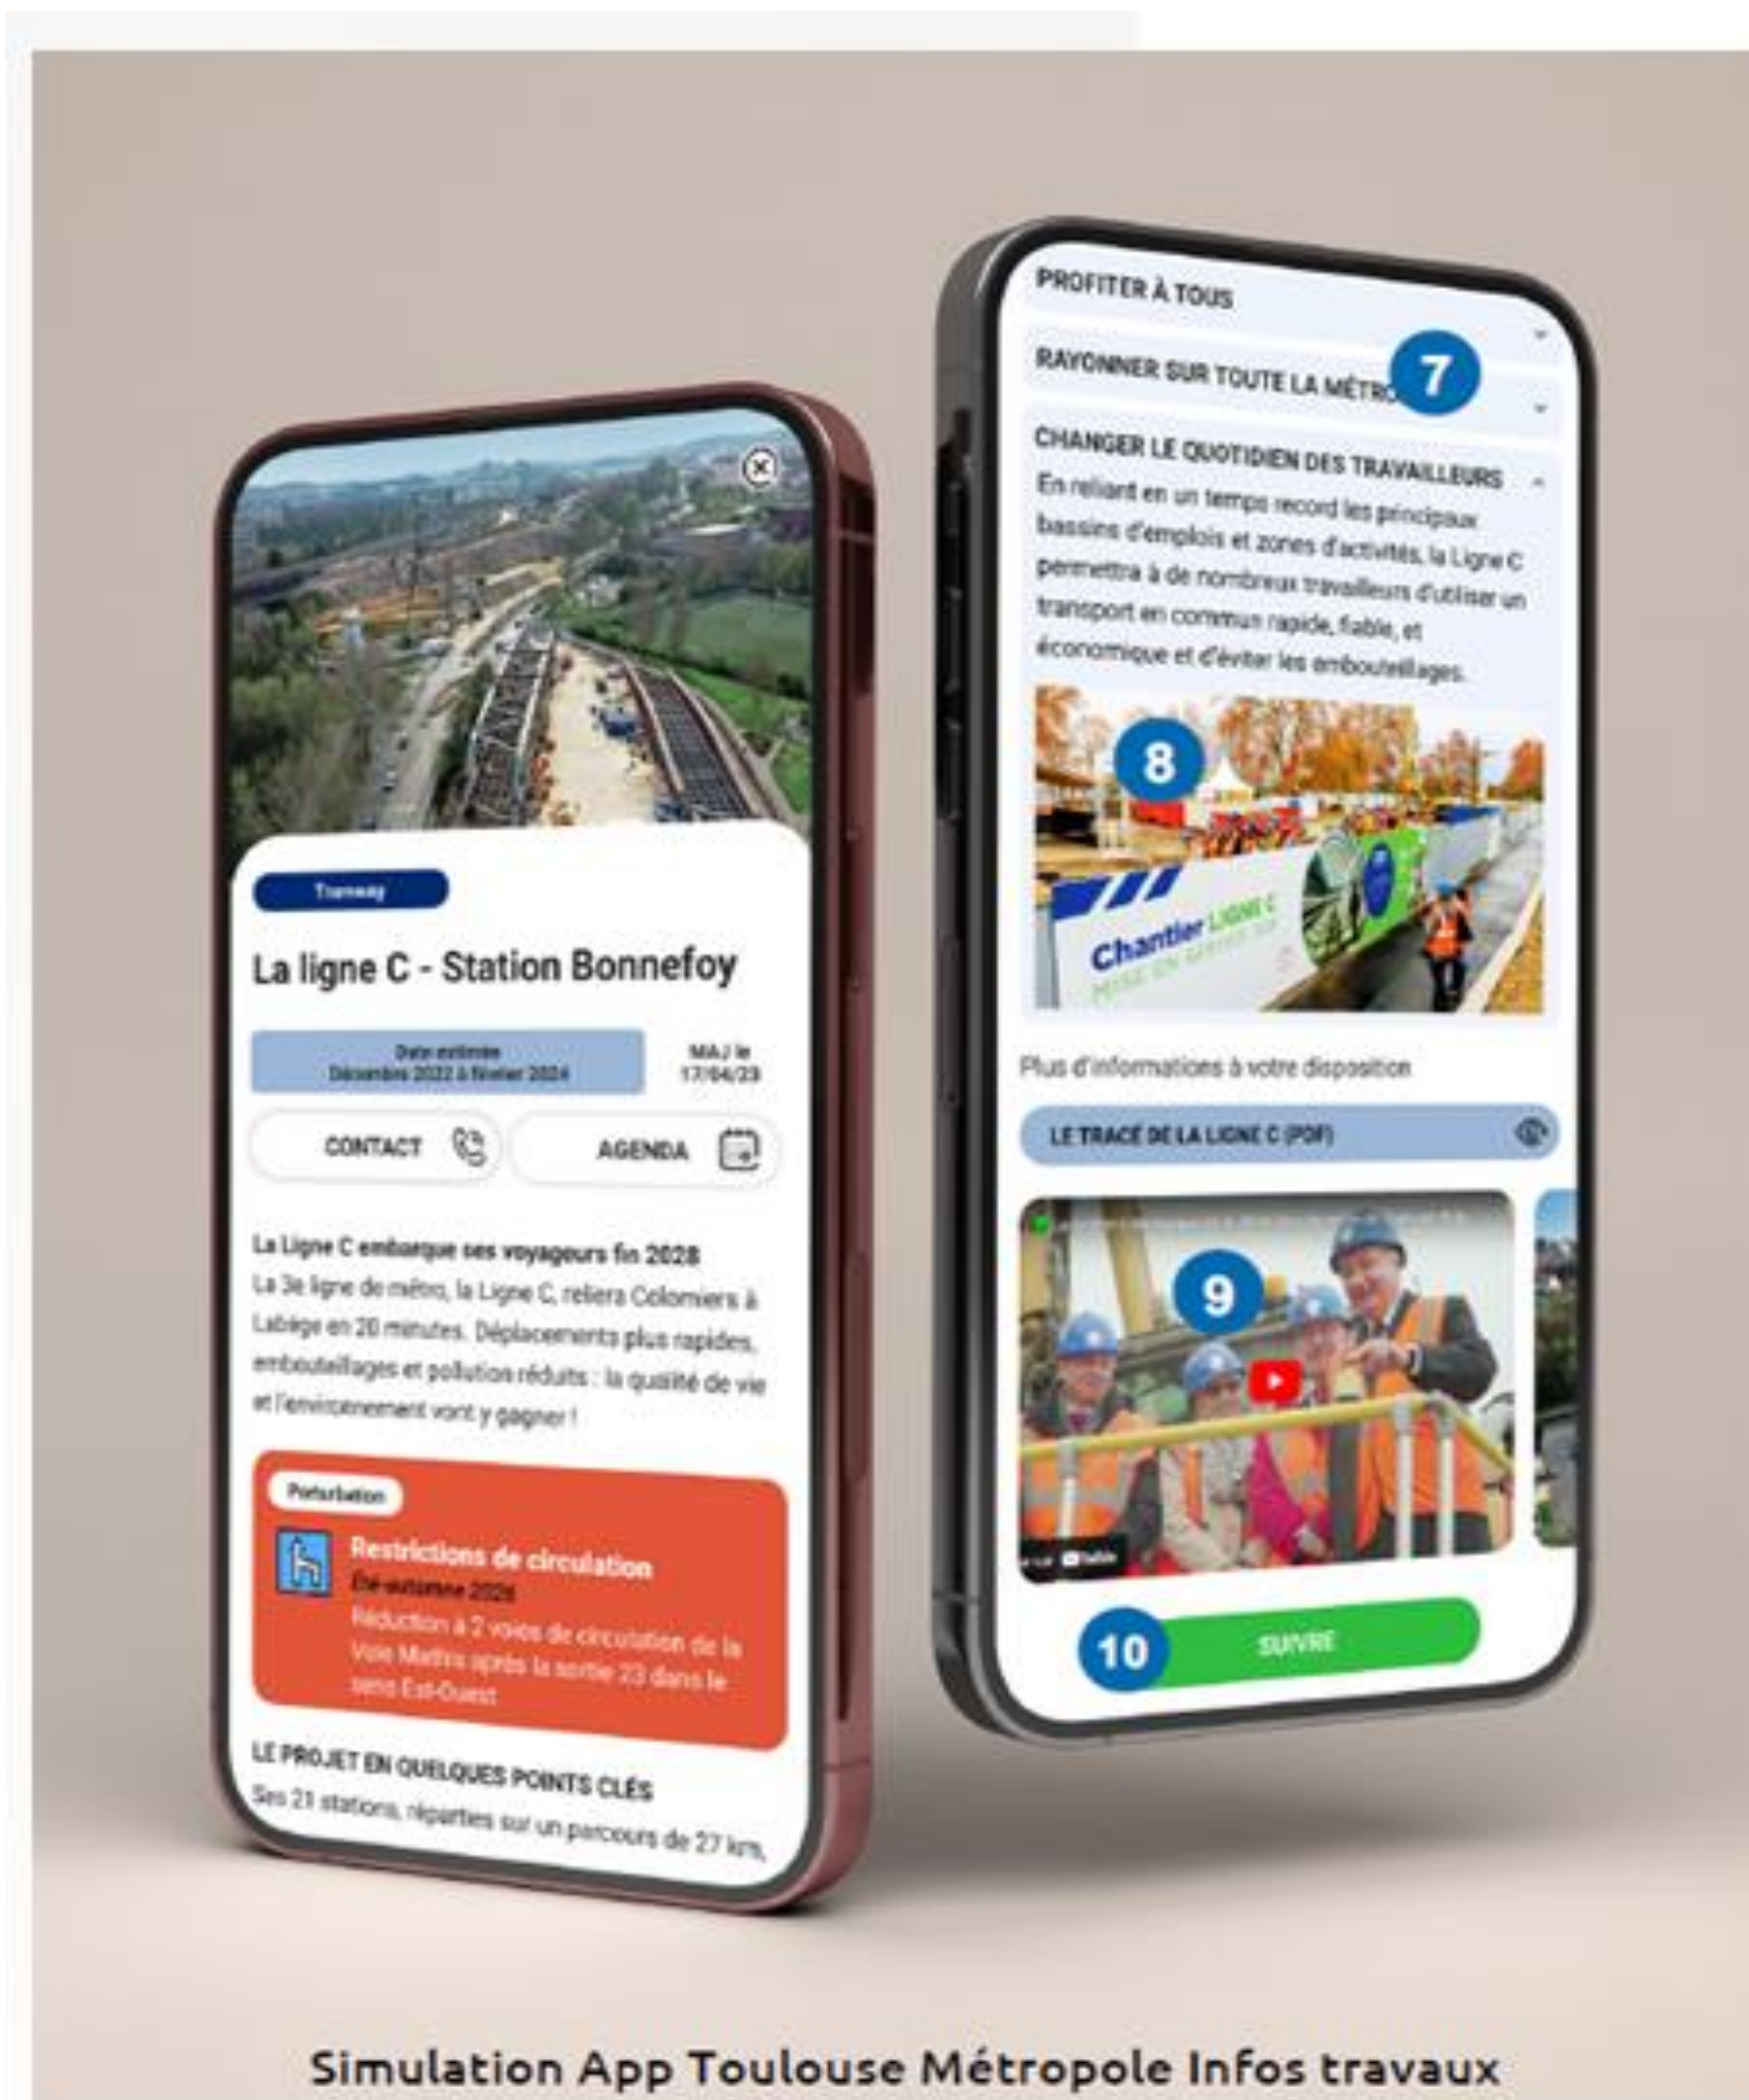 Tramway
La ligne C - Station Bonnefoy
Date estimée
Décembre 2022 à février 2024
MAJ le
17/04/23
CONTACT
AGENDA
La Ligne C embarque ses voyageurs fin 2028
La 3e ligne de métro, la Ligne C, reliera Colomiers à
Labège en 20 minutes. Déplacements plus rapides,
embouteillages et pollution réduits : la qualité de vie
et l'environement vont y gagner !
Perturbation
Restrictions de circulation
Été-automne
Réduction à 2 voies de circulation de la
Voie Mathis après la sortie 23 dans le
sens Est-Ouest
LE PROJET EN QUELQUES POINTS CLÉS
Ses 21 stations, réparties sur un parcours de 27 km,
PROFITER À TOUS
RAYONNER SUR TOUTE LA MÉTRO
7
CHANGER LE QUOTIDIEN DES TRAVAILLEURS
En reliant en un temps record les principaux
bassins d'emplois et zones d'activités, la Ligne C
permettra à de nombreux travailleurs d'utiliser un
transport en commun rapide, fiable, et
économique et d'éviter les embouteillages.
8
Chantier LIGNE C
MISE EN SERVICE
Plus d'informations à votre disposition
LE TRACÉ DE LA LIGNE C (PDF)
9
YouTube
10
SUIVRE
Simulation App Toulouse Métropole Infos travaux